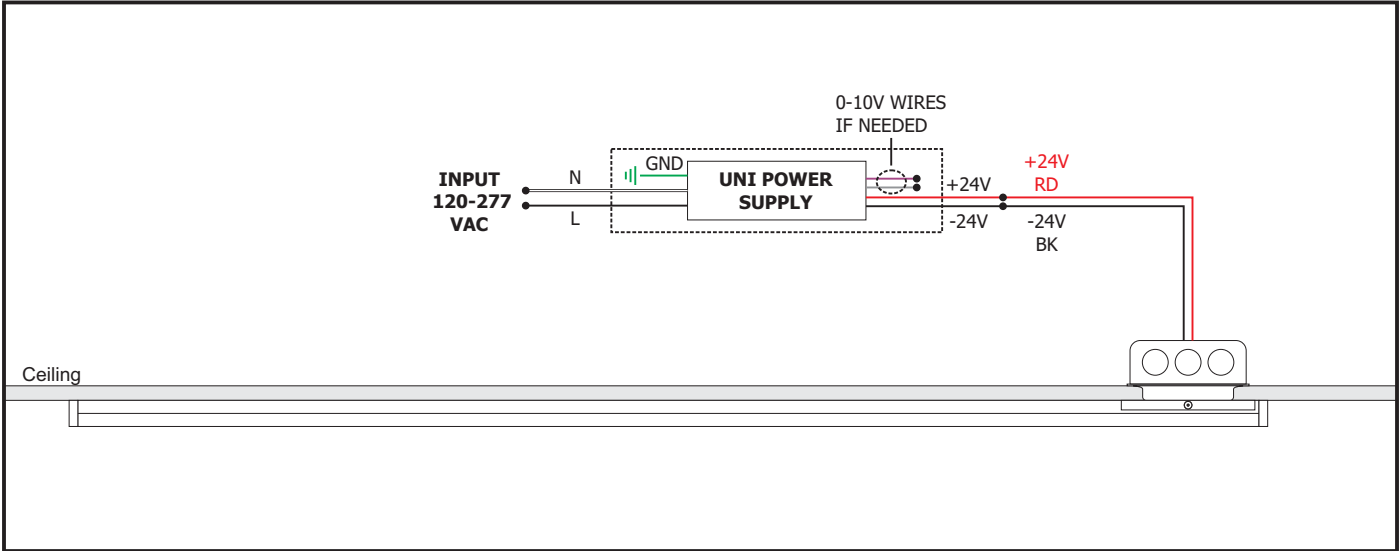 0-10V WIRES
IF NEEDED
INPUT
120-277
VAC
N
L
GND
UNI POWER
SUPPLY
+24V
-24V
+24V
RD
-24V
BK
Ceiling